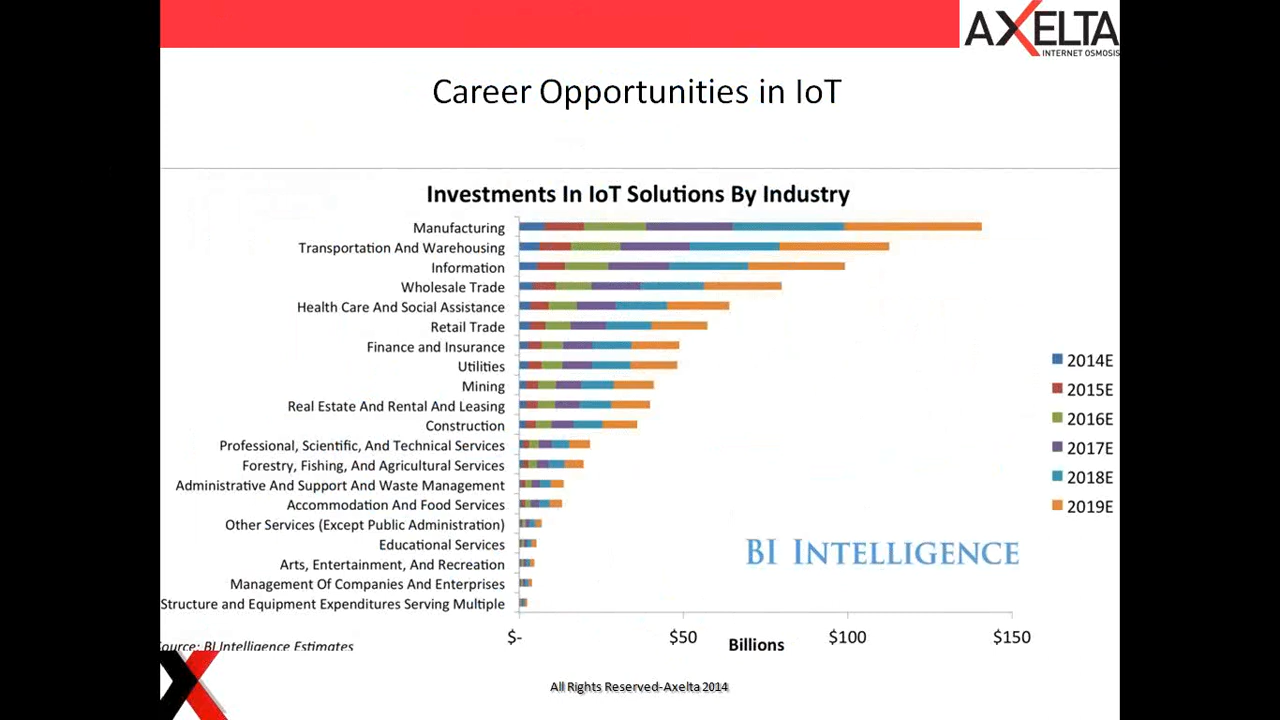 AXELTA
INTERNET OSMOSIS
Career Opportunities in IoT
Investments In IoT Solutions By Industry
Manufacturing
Transportation And Warehousing
Information
Wholesale Trade
Health Care And Social Assistance
Retail Trade
Finance and Insurance
Utilities
Mining
Real Estate And Rental And Leasing
Construction
Professional, Scientific, And Technical Services
Forestry, Fishing, And Agricultural Services
Administrative And Support And Waste Management
Accommodation And Food Services
Other Services (Except Public Administration)
Educational Services
Arts, Entertainment, And Recreation
Management Of Companies And Enterprises
Structure and Equipment Expenditures Serving Multiple
2014E
2015E
2016E
2017E
2018E
2019E
BI INTELLIGENCE
$- $50 $100 $150
Billions
ource: BI Intelligence Estimates
All Rights Reserved-Axelta 2014